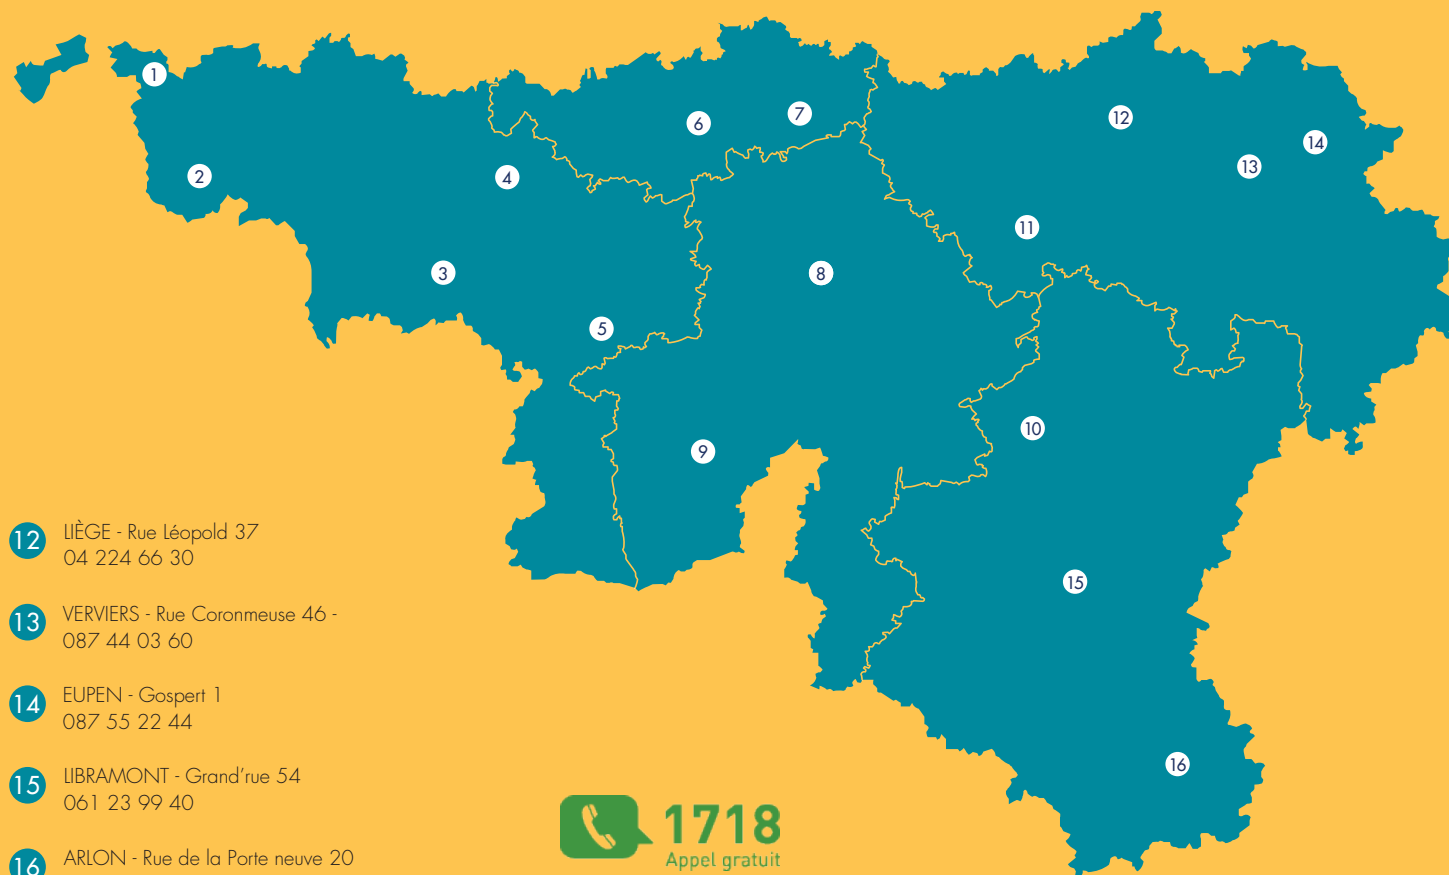 1
2
3
4
5
6
7
8
9
10
11
12
13
14
15
16
12 LIÈGE - Rue Léopold 37
04 224 66 30
13 VERVIERS - Rue Coronmeuse 46 -
087 44 03 60
14 EUPEN - Gospert 1
087 55 22 44
15 LIBRAMONT - Grand’rue 54
061 23 99 40
16 ARLON - Rue de la Porte neuve 20
1718
Appel gratuit